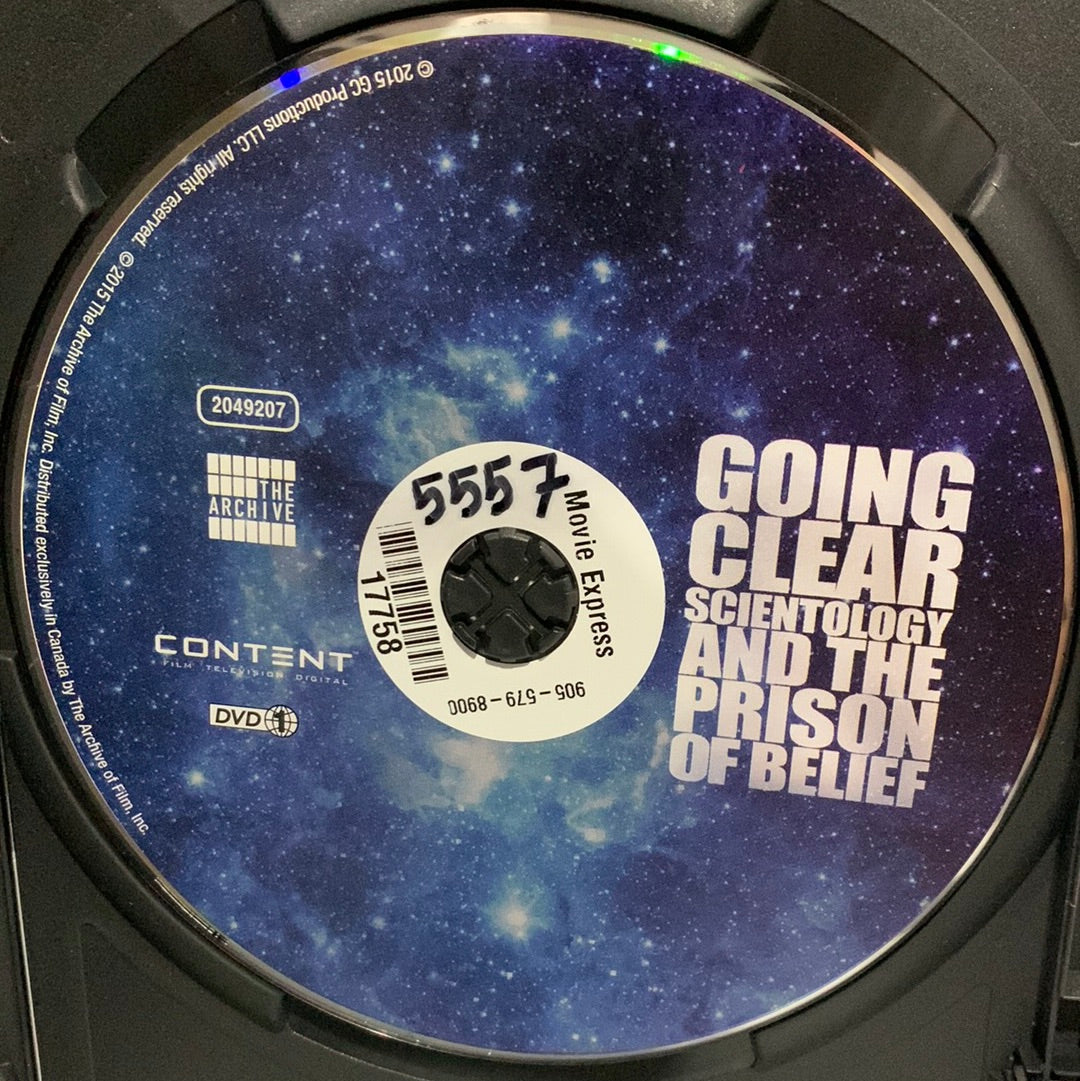 © 2015 GC Productions LLC. All rights reserved. © 2015 The Archive of Film, Inc. Distributed exclusively in Canada by The Archive of Film, Inc.
2049207
THE
ARCHIVE
CONTENT
FILM TELEVISION DIGITAL
DVD 1
5557
Movie Express
17758
905-579-8900
GOING
CLEAR
SCIENTOLOGY
AND THE
PRISON
OF BELIEF